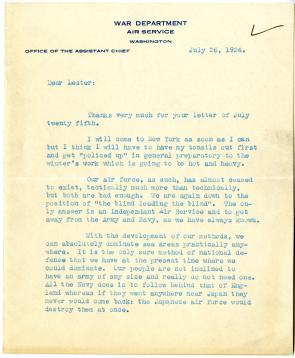 WAR DEPARTMENT
AIR SERVICE
WASHINGTON
OFFICE OF THE ASSISTANT CHIEF
July 26, 1924.
Dear Lester:
Thanks very much for your letter of July
twenty fifth.
I will come to New York as soon as I can
but I think I will have to have my tonsils cut first
and get "policed up" in general preparatory to the
winter's work which is going to be hot and heavy.
Our air force, as such, has almost ceased
to exist, tactically much more than technically,
but both are bad enough. We are again down to the
position of "the blind leading the blind". The on-
ly answer is an independant Air Service and to get
away from the Army and Navy, as we have always known.
With the development of our methods, we
can absolutely dominate sea areas practically any-
where. It is the only sure method of national de-
fense that we have at the present time where we
could dominate. Our people are not inclined to
have an army of any size and really do not need one.
All the Navy does is to follow behind that of Eng-
land whereas if they went anywhere near Japan they
never would come back; the Japanese air force would
destroy them at once.